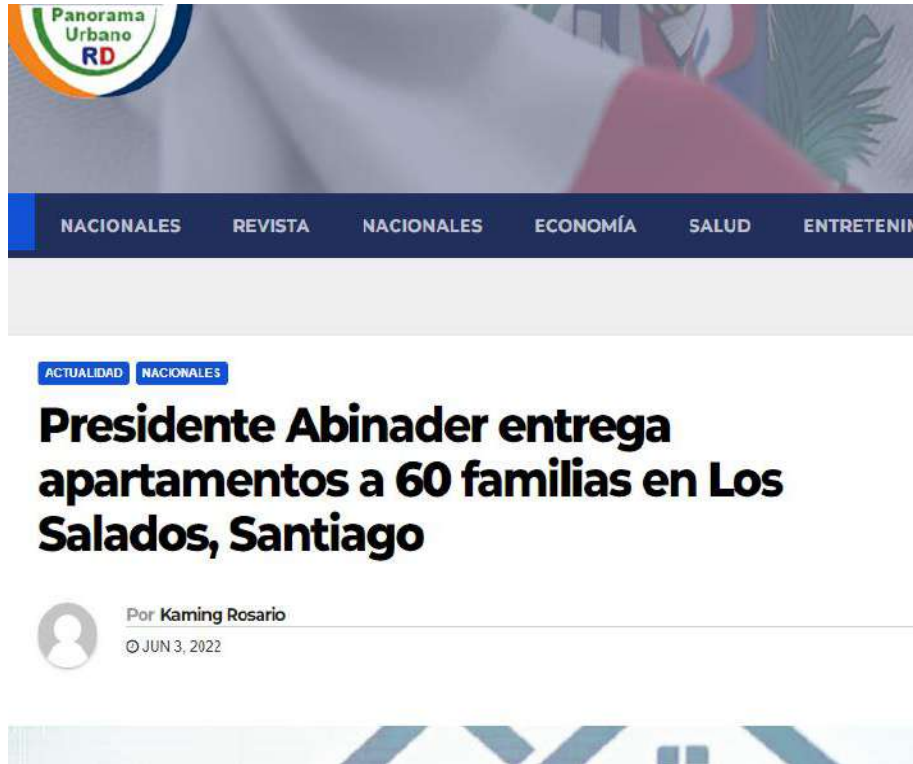 Panorama
Urbano
RD
NACIONALES REVISTA NACIONALES ECONOMÍA SALUD
ACTUALIDAD NACIONALES
Presidente Abinader entrega
apartamentos a 60 familias en Los
Salados, Santiago
Por Kaming Rosario
JUN 3, 2022